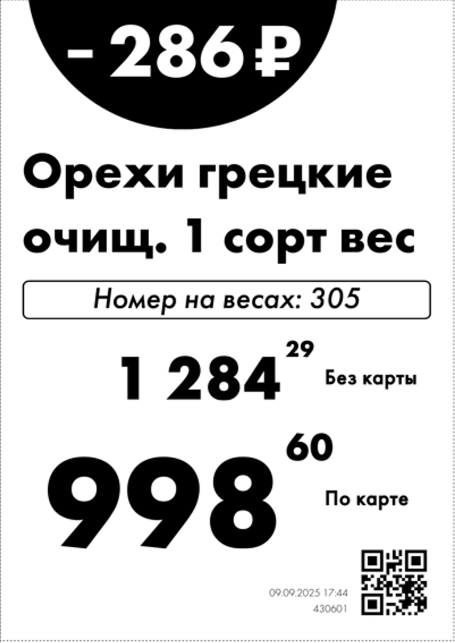 - 286 ₽
Орехи грецкие
очищ. 1 сорт вес
Номер на весах: 305
1 284 29 Без карты
998 60 По карте
09.09.2025 17:44
430601